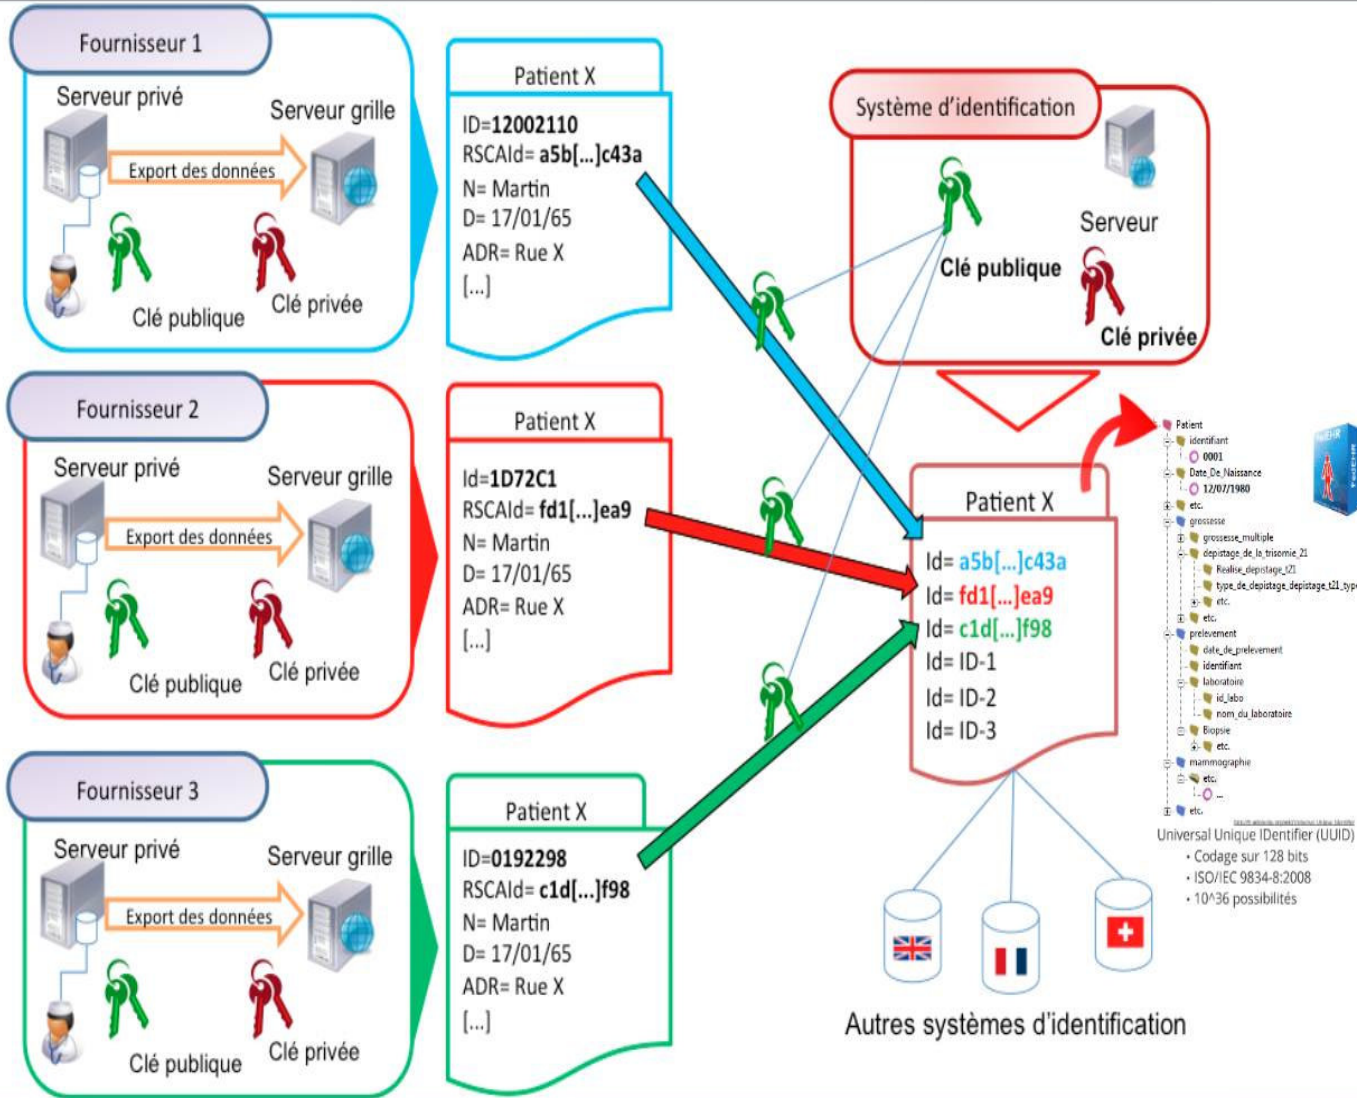 Fournisseur 1
Serveur privé
Serveur grille
Export des données
Clé publique
Clé privée
Patient X
ID=12002110
RSCAId= a5b[...]c43a
N= Martin
D= 17/01/65
ADR= Rue X
[...]
Fournisseur 2
Serveur privé
Serveur grille
Export des données
Clé publique
Clé privée
Patient X
Id=1D72C1
RSCAId= fd1[...]ea9
N= Martin
D= 17/01/65
ADR= Rue X
[...]
Fournisseur 3
Serveur privé
Serveur grille
Export des données
Clé publique
Clé privée
Patient X
ID=0192298
RSCAId= c1d[...]f98
N= Martin
D= 17/01/65
ADR= Rue X
[...]
Système d'identification
Clé publique
Serveur
Clé privée
Patient X
Id= a5b[...]c43a
Id= fd1[...]ea9
Id= c1d[...]f98
Id= ID-1
Id= ID-2
Id= ID-3
Autres systèmes d'identification
Patient
identifiant
0001
Date_De_Naissance
12/07/1980
etc.
grossesse
grossesse_multiple
depistage_de_la_trisomie_21
Realise_depistage_t21
type_de_depistage_depistage_t21_type
etc.
etc.
prelevement
date_de_prelevement
identifiant
laboratoire
id_labo
nom_du_laboratoire
Biopsie
etc.
mammographie
etc.
...
etc.
Universal Unique IDentifier (UUID)
• Codage sur 128 bits
• ISO/IEC 9834-8:2008
• 10^36 possibilités